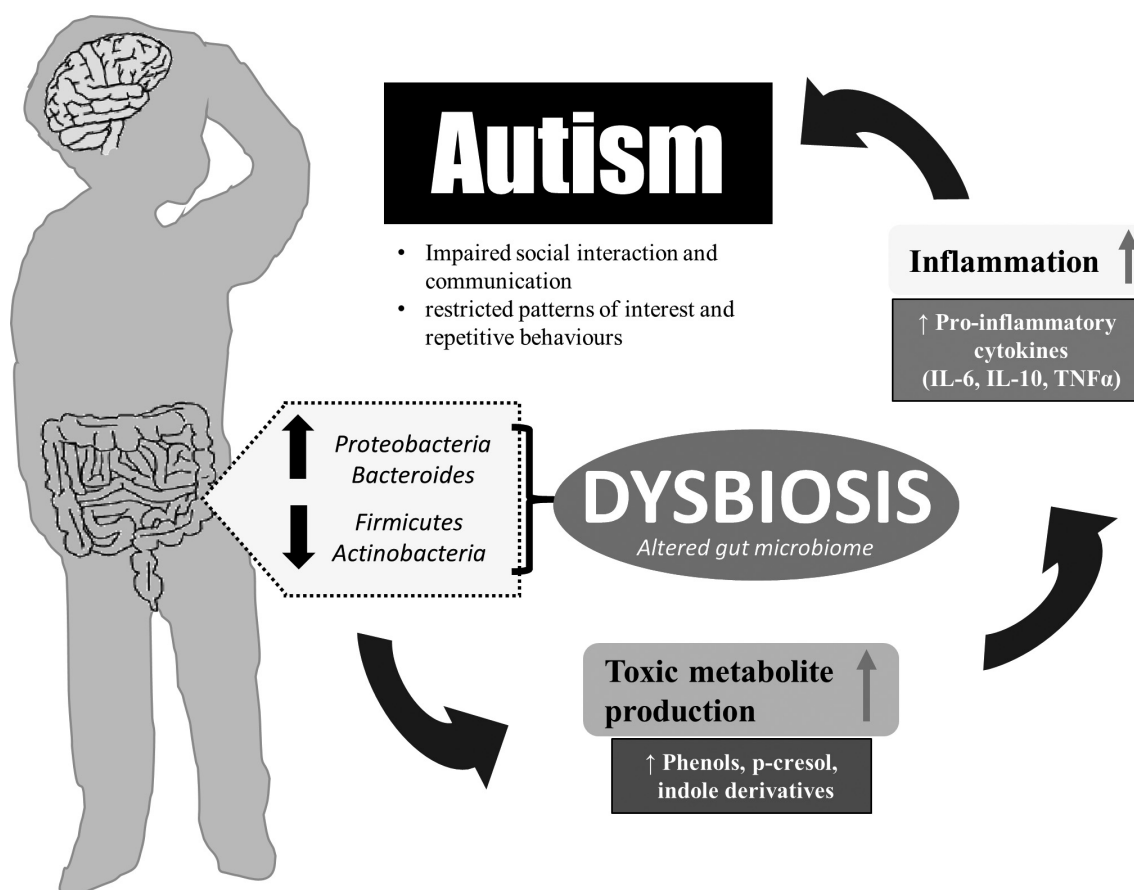 Autism
• Impaired social interaction and
communication
• restricted patterns of interest and
repetitive behaviours
Inflammation
↑ Pro-inflammatory
cytokines
(IL-6, IL-10, TNFα)
Proteobacteria
Bacteroides
Firmicutes
Actinobacteria
DYSBIOSIS
Altered gut microbiome
Toxic metabolite
production
↑ Phenols, p-cresol,
indole derivatives